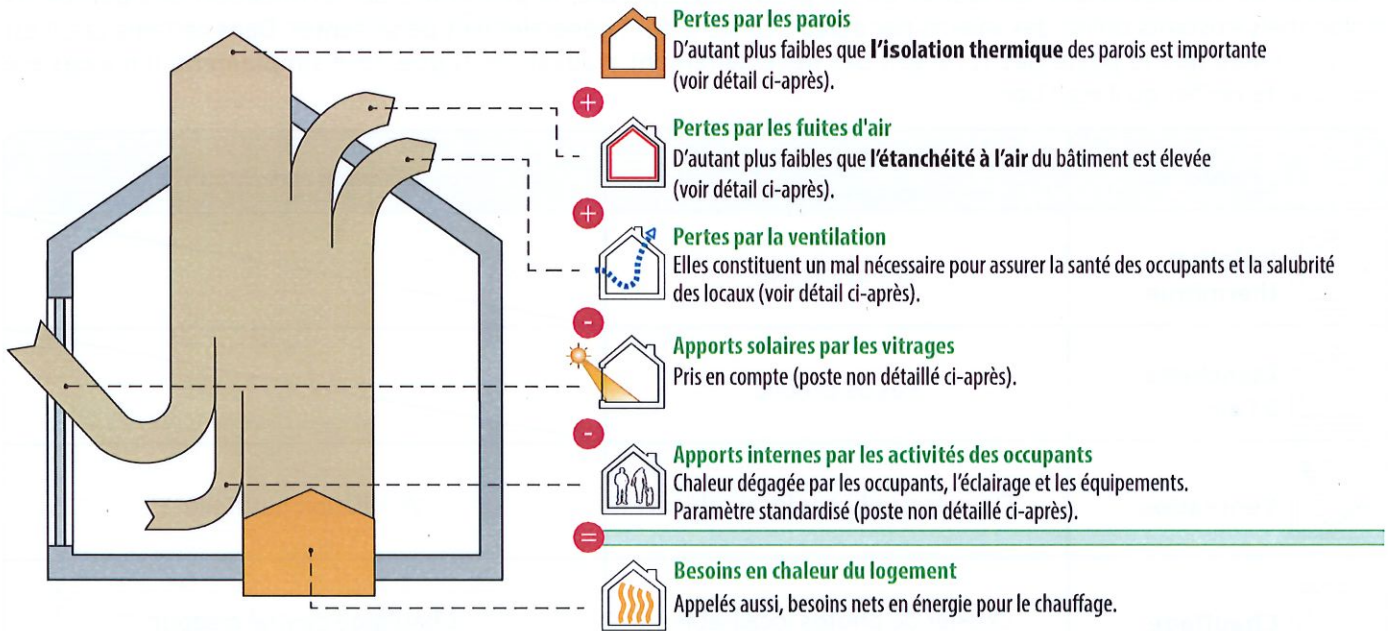 Pertes par les parois
D'autant plus faibles que l'isolation thermique des parois est importante
(voir détail ci-après).
+
Pertes par les fuites d'air
D'autant plus faibles que l'étanchéité à l'air du bâtiment est élevée
(voir détail ci-après).
+
Pertes par la ventilation
Elles constituent un mal nécessaire pour assurer la santé des occupants et la salubrité
des locaux (voir détail ci-après).
-
Apports solaires par les vitrages
Pris en compte (poste non détaillé ci-après).
-
Apports internes par les activités des occupants
Chaleur dégagée par les occupants, l'éclairage et les équipements.
Paramètre standardisé (poste non détaillé ci-après).
=
Besoins en chaleur du logement
Appelés aussi, besoins nets en énergie pour le chauffage.